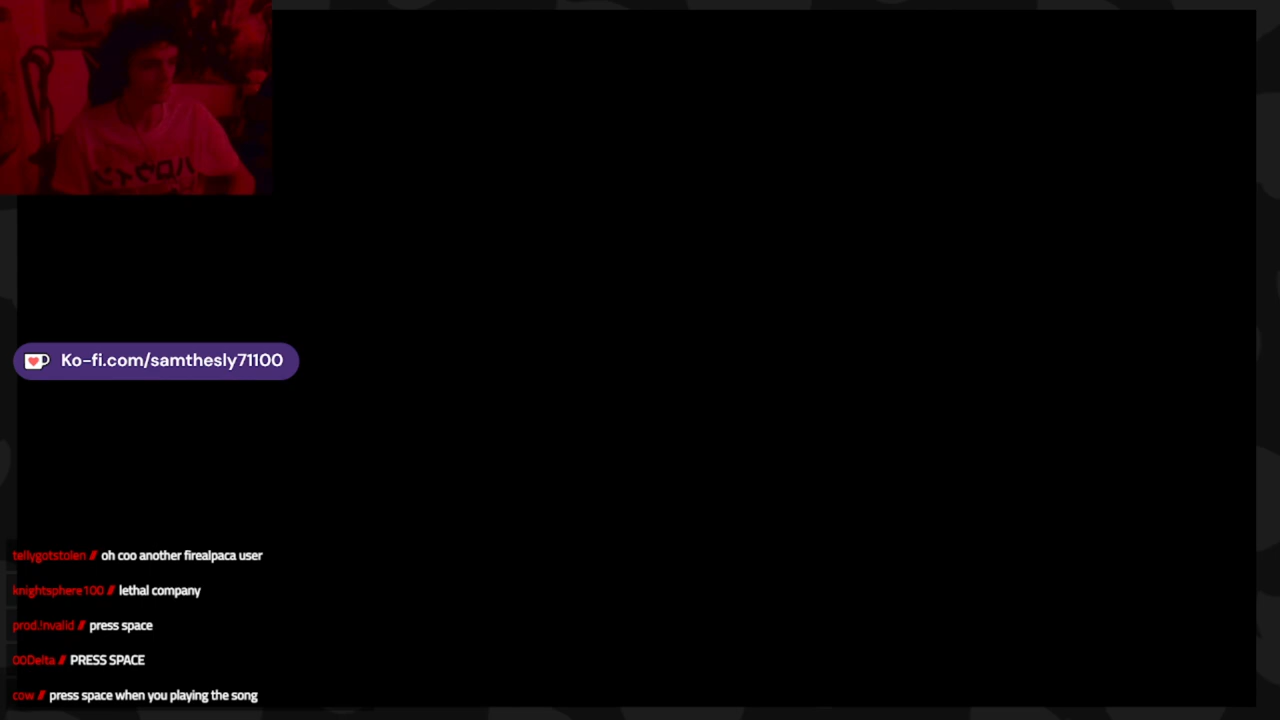 Ko-fi.com/samthesly71100
tellygotstolen // oh coo another firealpaca user
knightsphere100 // lethal company
prod.!nvalid // press space
00Delta // PRESS SPACE
cow // press space when you playing the song